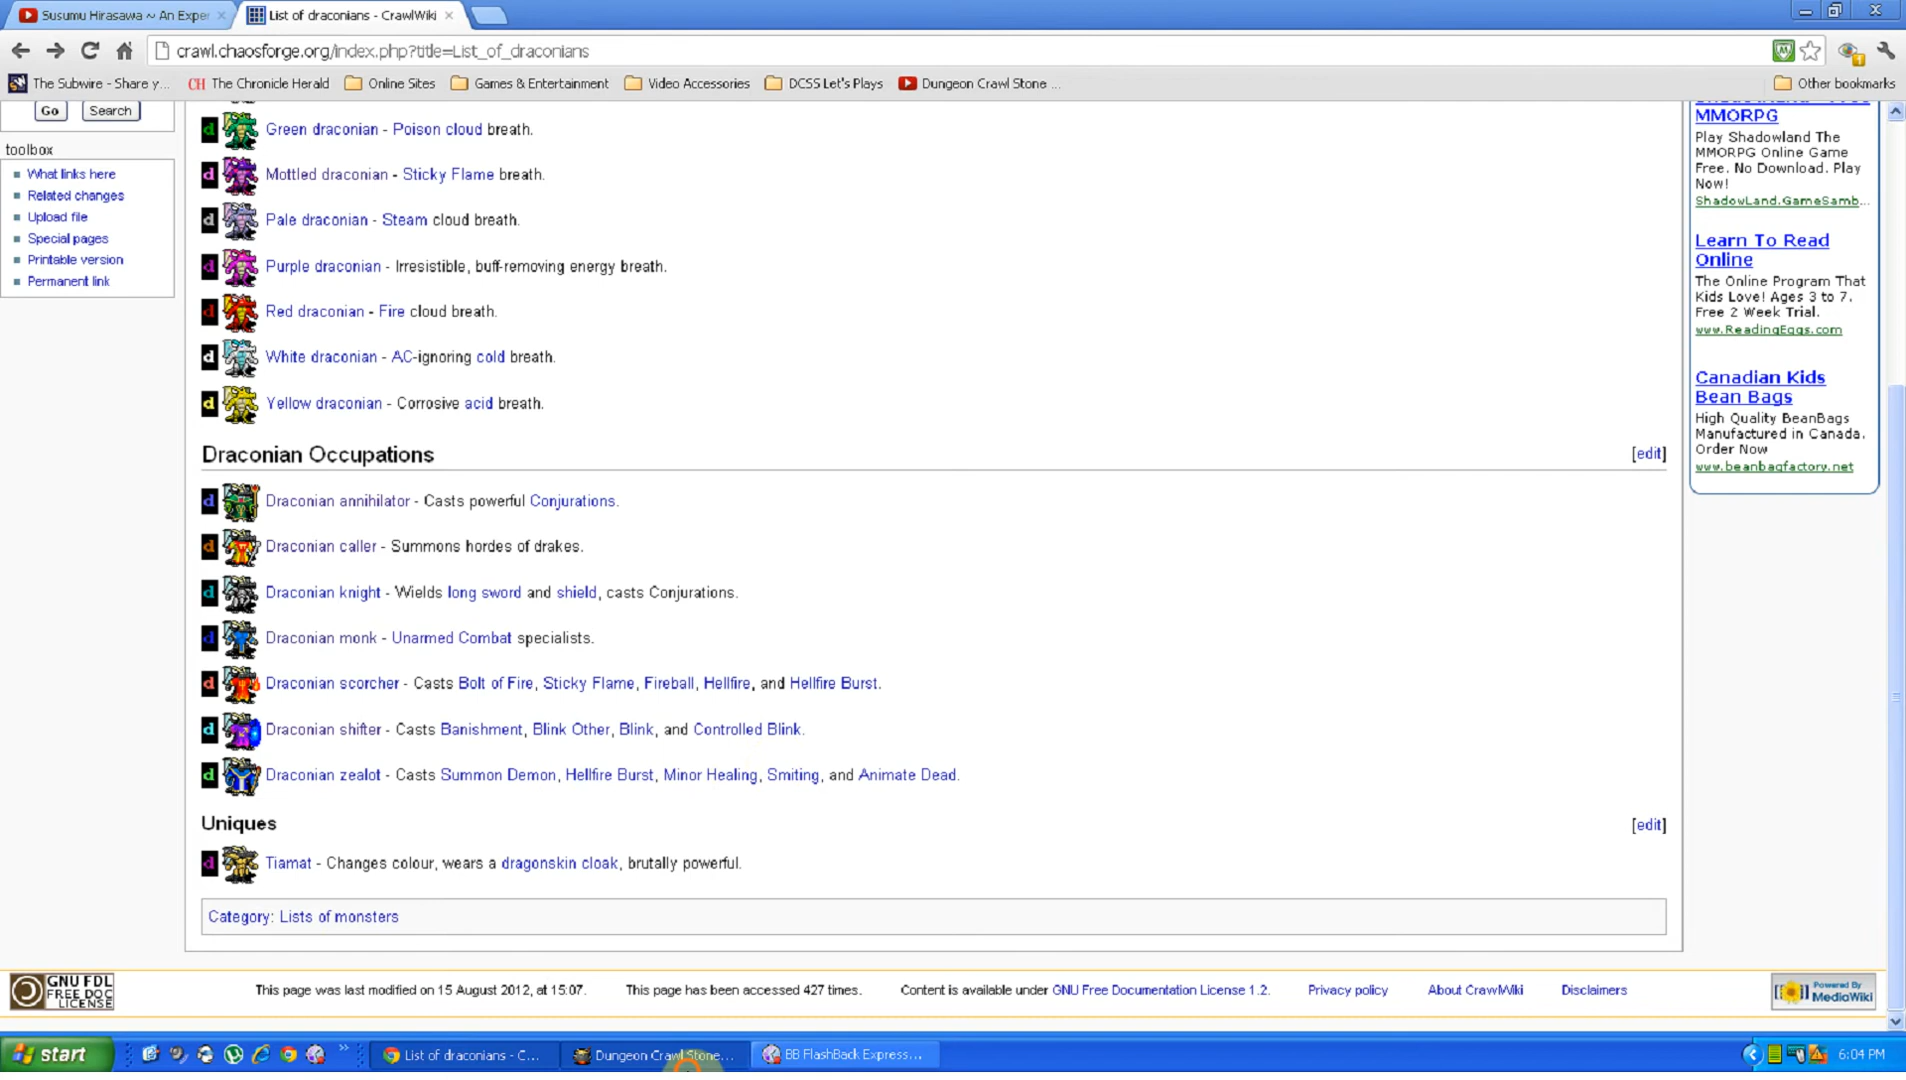 Susumu Hirasawa ~ An Exper
List of draconians - CrawlWiki
crawl.chaosforge.org/index.php?title=List_of_draconians
The Subwire - Share y...
CH The Chronicle Herald
Online Sites
Games & Entertainment
Video Accessories
DCSS Let's Plays
Dungeon Crawl Stone ...
Other bookmarks
Go
Search
toolbox
What links here
Related changes
Upload file
Special pages
Printable version
Permanent link
d Green draconian - Poison cloud breath.
d Mottled draconian - Sticky Flame breath.
d Pale draconian - Steam cloud breath.
d Purple draconian - Irresistible, buff-removing energy breath.
d Red draconian - Fire cloud breath.
d White draconian - AC-ignoring cold breath.
d Yellow draconian - Corrosive acid breath.
Draconian Occupations
[edit]
d Draconian annihilator - Casts powerful Conjurations.
d Draconian caller - Summons hordes of drakes.
d Draconian knight - Wields long sword and shield, casts Conjurations.
d Draconian monk - Unarmed Combat specialists.
d Draconian scorcher - Casts Bolt of Fire, Sticky Flame, Fireball, Hellfire, and Hellfire Burst.
d Draconian shifter - Casts Banishment, Blink Other, Blink, and Controlled Blink.
d Draconian zealot - Casts Summon Demon, Hellfire Burst, Minor Healing, Smiting, and Animate Dead.
Uniques
[edit]
d Tiamat - Changes colour, wears a dragonskin cloak, brutally powerful.
Category: Lists of monsters
MMORPG
Play Shadowland The
MMORPG Online Game
Free. No Download. Play
Now!
ShadowLand.GameSamb...
Learn To Read
Online
The Online Program That
Kids Love! Ages 3 to 7.
Free 2 Week Trial.
www.ReadingEggs.com
Canadian Kids
Bean Bags
High Quality BeanBags
Manufactured in Canada.
Order Now
www.beanbagfactory.net
GNU FDL
FREE DOC
LICENSE
This page was last modified on 15 August 2012, at 15:07.
This page has been accessed 427 times.
Content is available under GNU Free Documentation License 1.2.
Privacy policy
About CrawlWiki
Disclaimers
Powered By
MediaWiki
start
List of draconians - C...
Dungeon Crawl Stone...
BB FlashBack Express...
6:04 PM